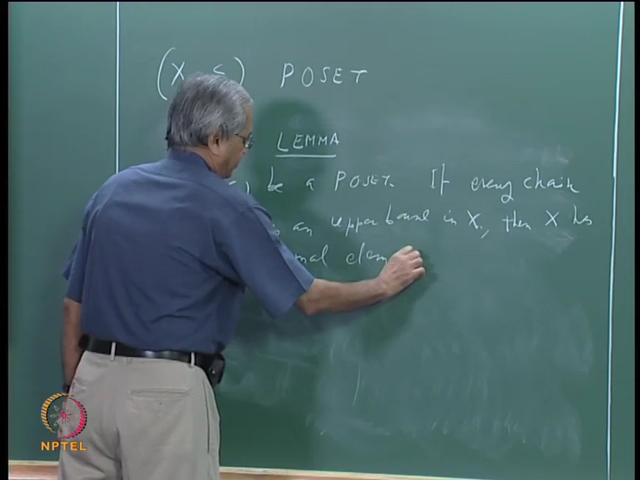 (X ≤) POSET
LEMMA
be a POSET. If every chain
an upper bound in X, then X has
mal elem
NPTEL